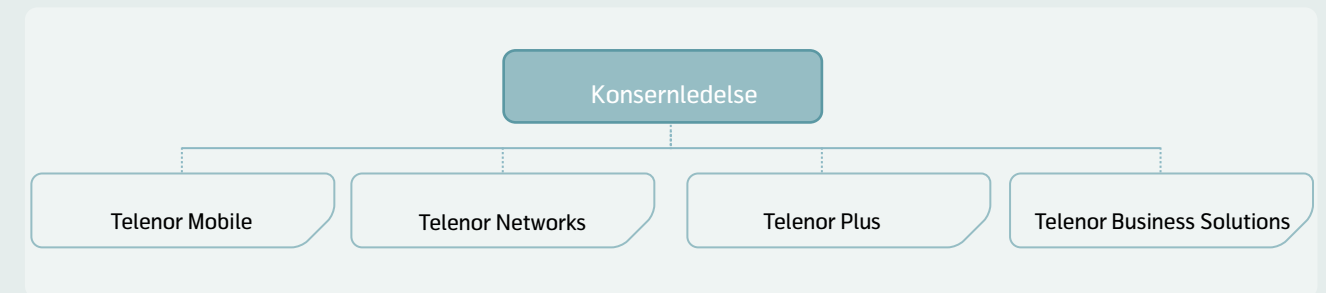 Konsernledelse
Telenor Mobile
Telenor Networks
Telenor Plus
Telenor Business Solutions